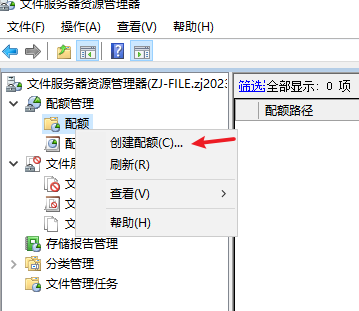 文件服务器资源管理器
文件(F) 操作(A) 查看(V) 帮助(H)
文件服务器资源管理器(ZJ-FILE.zj202
配额管理
配额
配
文件屏
文
文
文
存储报告管理
分类管理
文件管理任务
创建配额(C)...
刷新(R)
查看(V)
帮助(H)
筛选: 全部显示: 0 项
配额路径